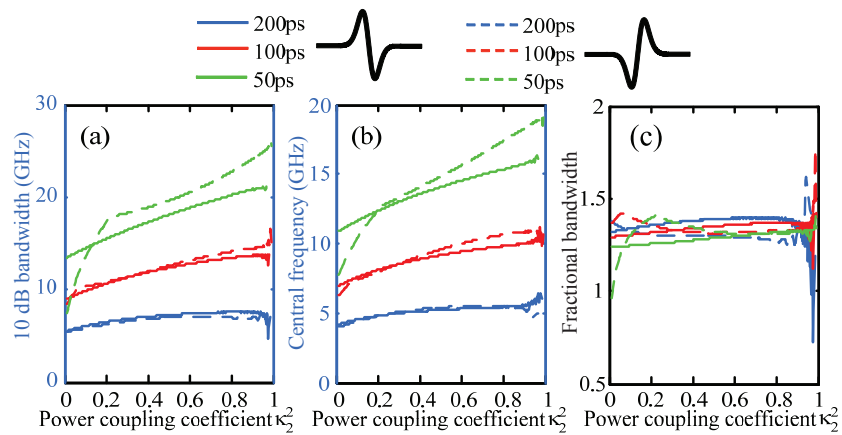 200ps
100ps
50ps
200ps
100ps
50ps
(a)
10 dB bandwidth (GHz)
30
20
10
0
0 0.2 0.4 0.6 0.8 1
Power coupling coefficient κ₂²
(b)
Central frequency (GHz)
20
15
10
5
0
0 0.2 0.4 0.6 0.8 1
Power coupling coefficient κ₂²
(c)
Fractional bandwidth
2
1.5
1
0.5
0 0.2 0.4 0.6 0.8 1
Power coupling coefficient κ₂²